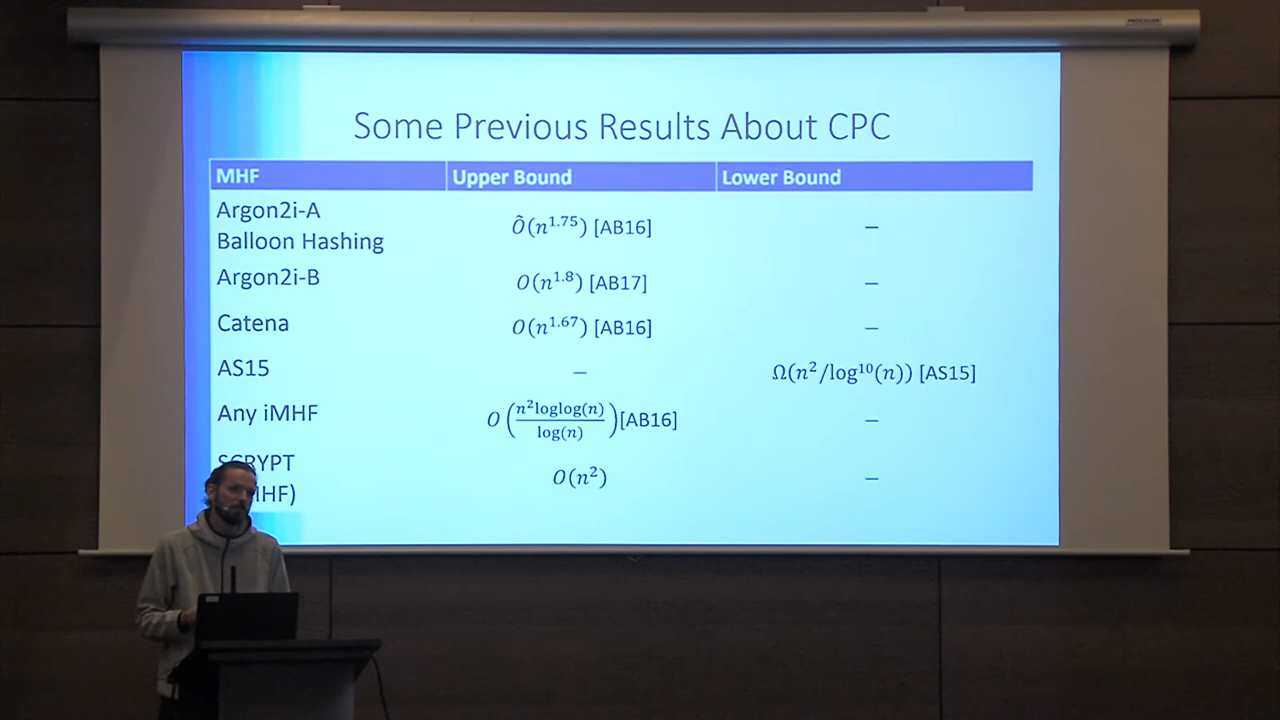 Some Previous Results About CPC
MHF Upper Bound Lower Bound
Argon2i-A
Balloon Hashing
Õ(n^1.75) [AB16] –
Argon2i-B O(n^1.8) [AB17] –
Catena O(n^1.67) [AB16] –
AS15 – Ω(n²/log¹⁰(n)) [AS15]
Any iMHF O(n²loglog(n)/log(n)) [AB16] –
SCRYPT
HF)
O(n²) –